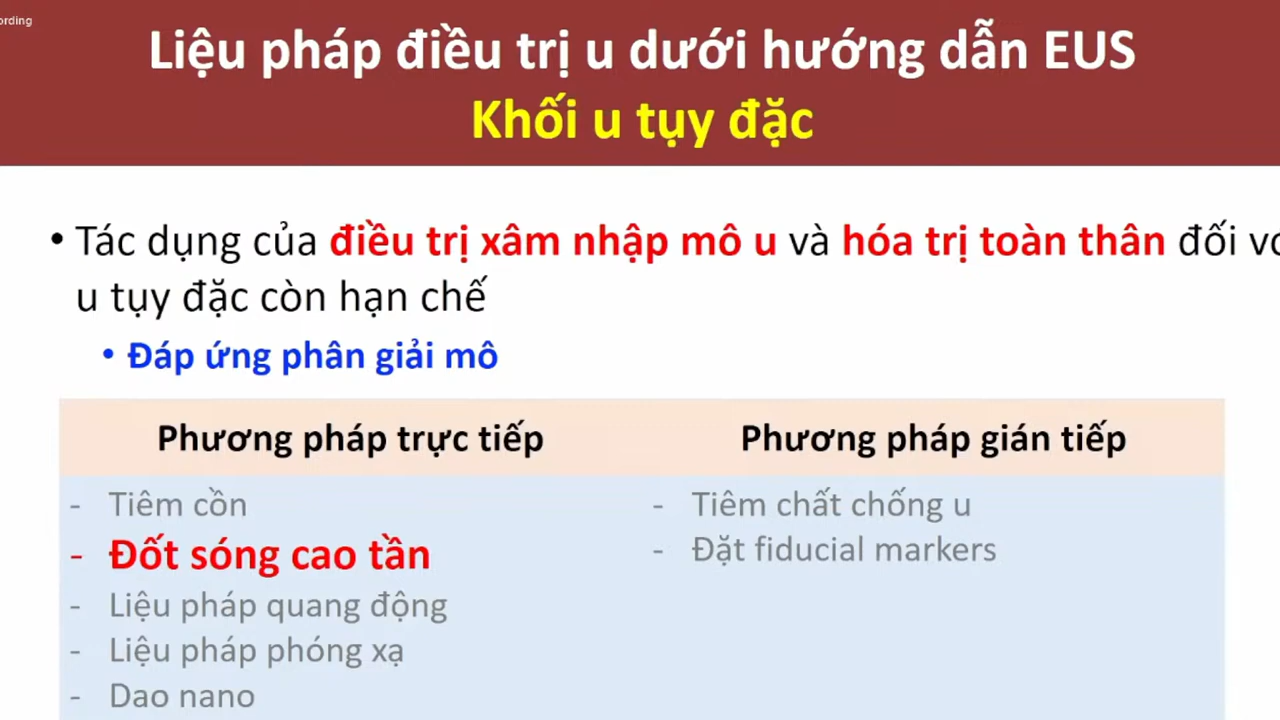 Liệu pháp điều trị u dưới hướng dẫn EUS
Khối u tụy đặc
• Tác dụng của điều trị xâm nhập mô u và hóa trị toàn thân đối
u tụy đặc còn hạn chế
• Đáp ứng phân giải mô
Phương pháp trực tiếp
- Tiêm cồn
- Đốt sóng cao tần
- Liệu pháp quang động
- Liệu pháp phóng xạ
- Dao nano
Phương pháp gián tiếp
- Tiêm chất chống u
- Đặt fiducial markers